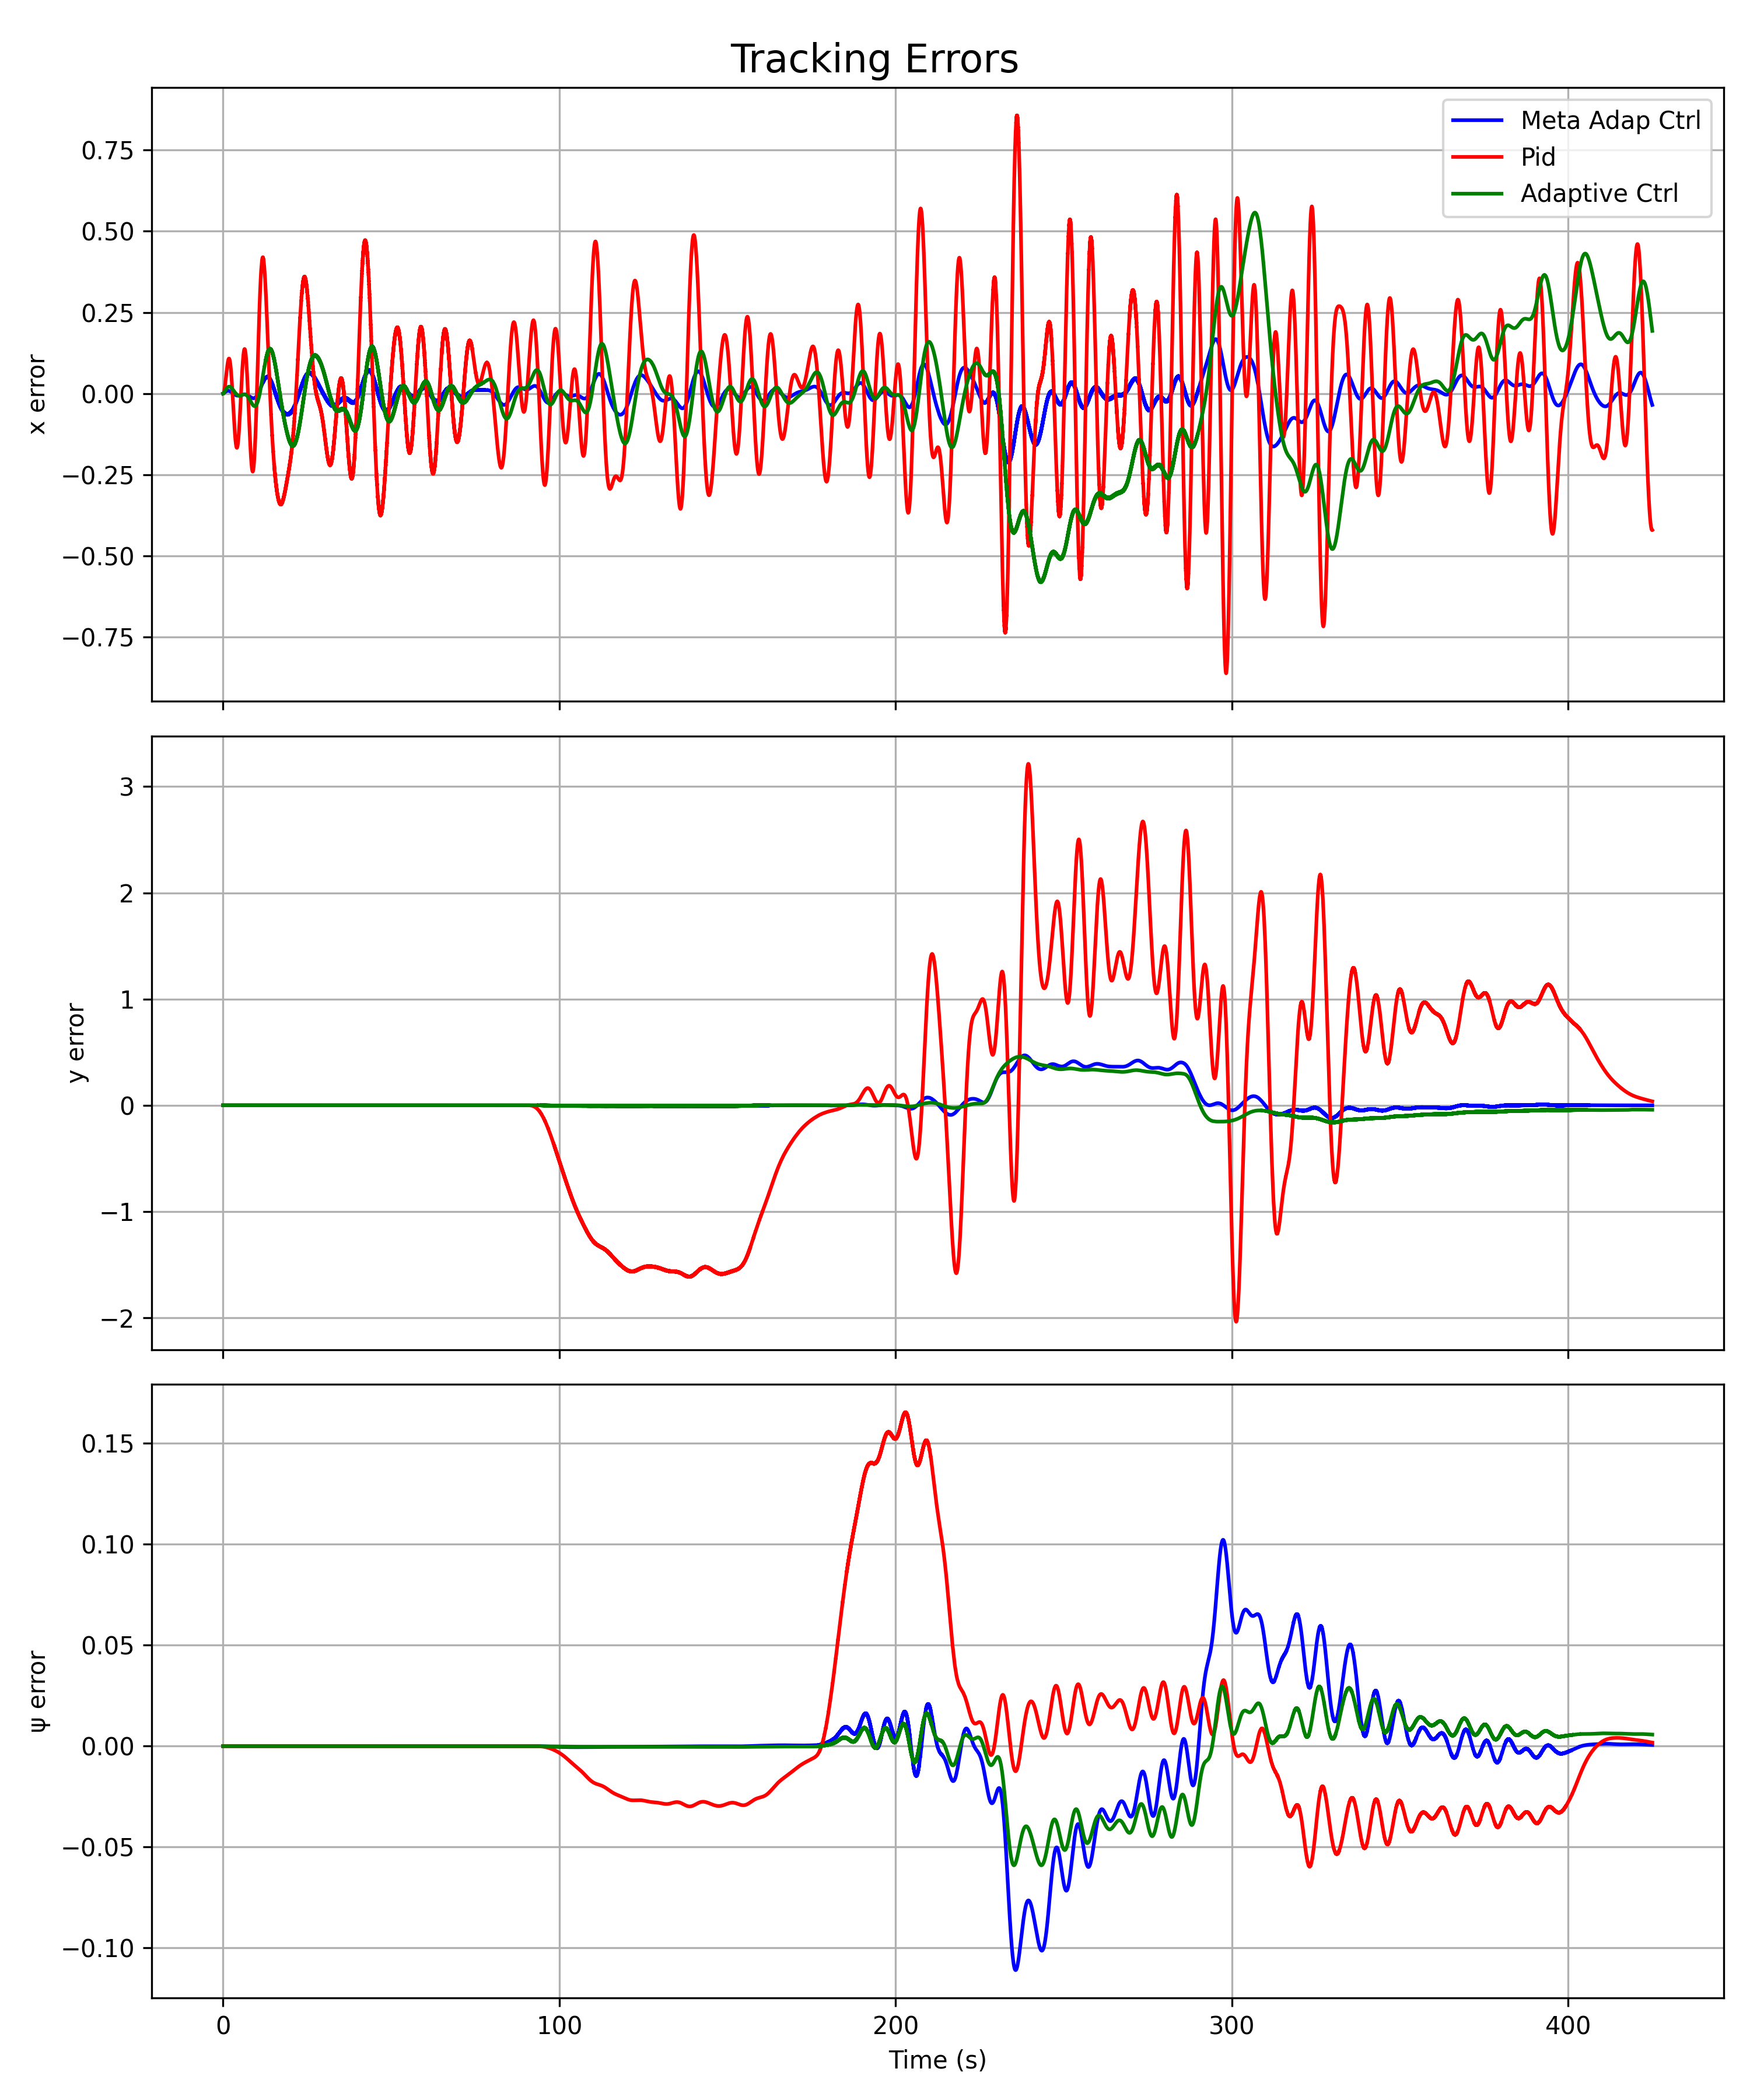 Tracking Errors
Meta Adap Ctrl
Pid
Adaptive Ctrl
0.75
0.50
0.25
0.00
−0.25
−0.50
−0.75
x error
3
2
1
0
−1
−2
y error
0.15
0.10
0.05
0.00
−0.05
−0.10
ψ error
0 100 200 300 400
Time (s)